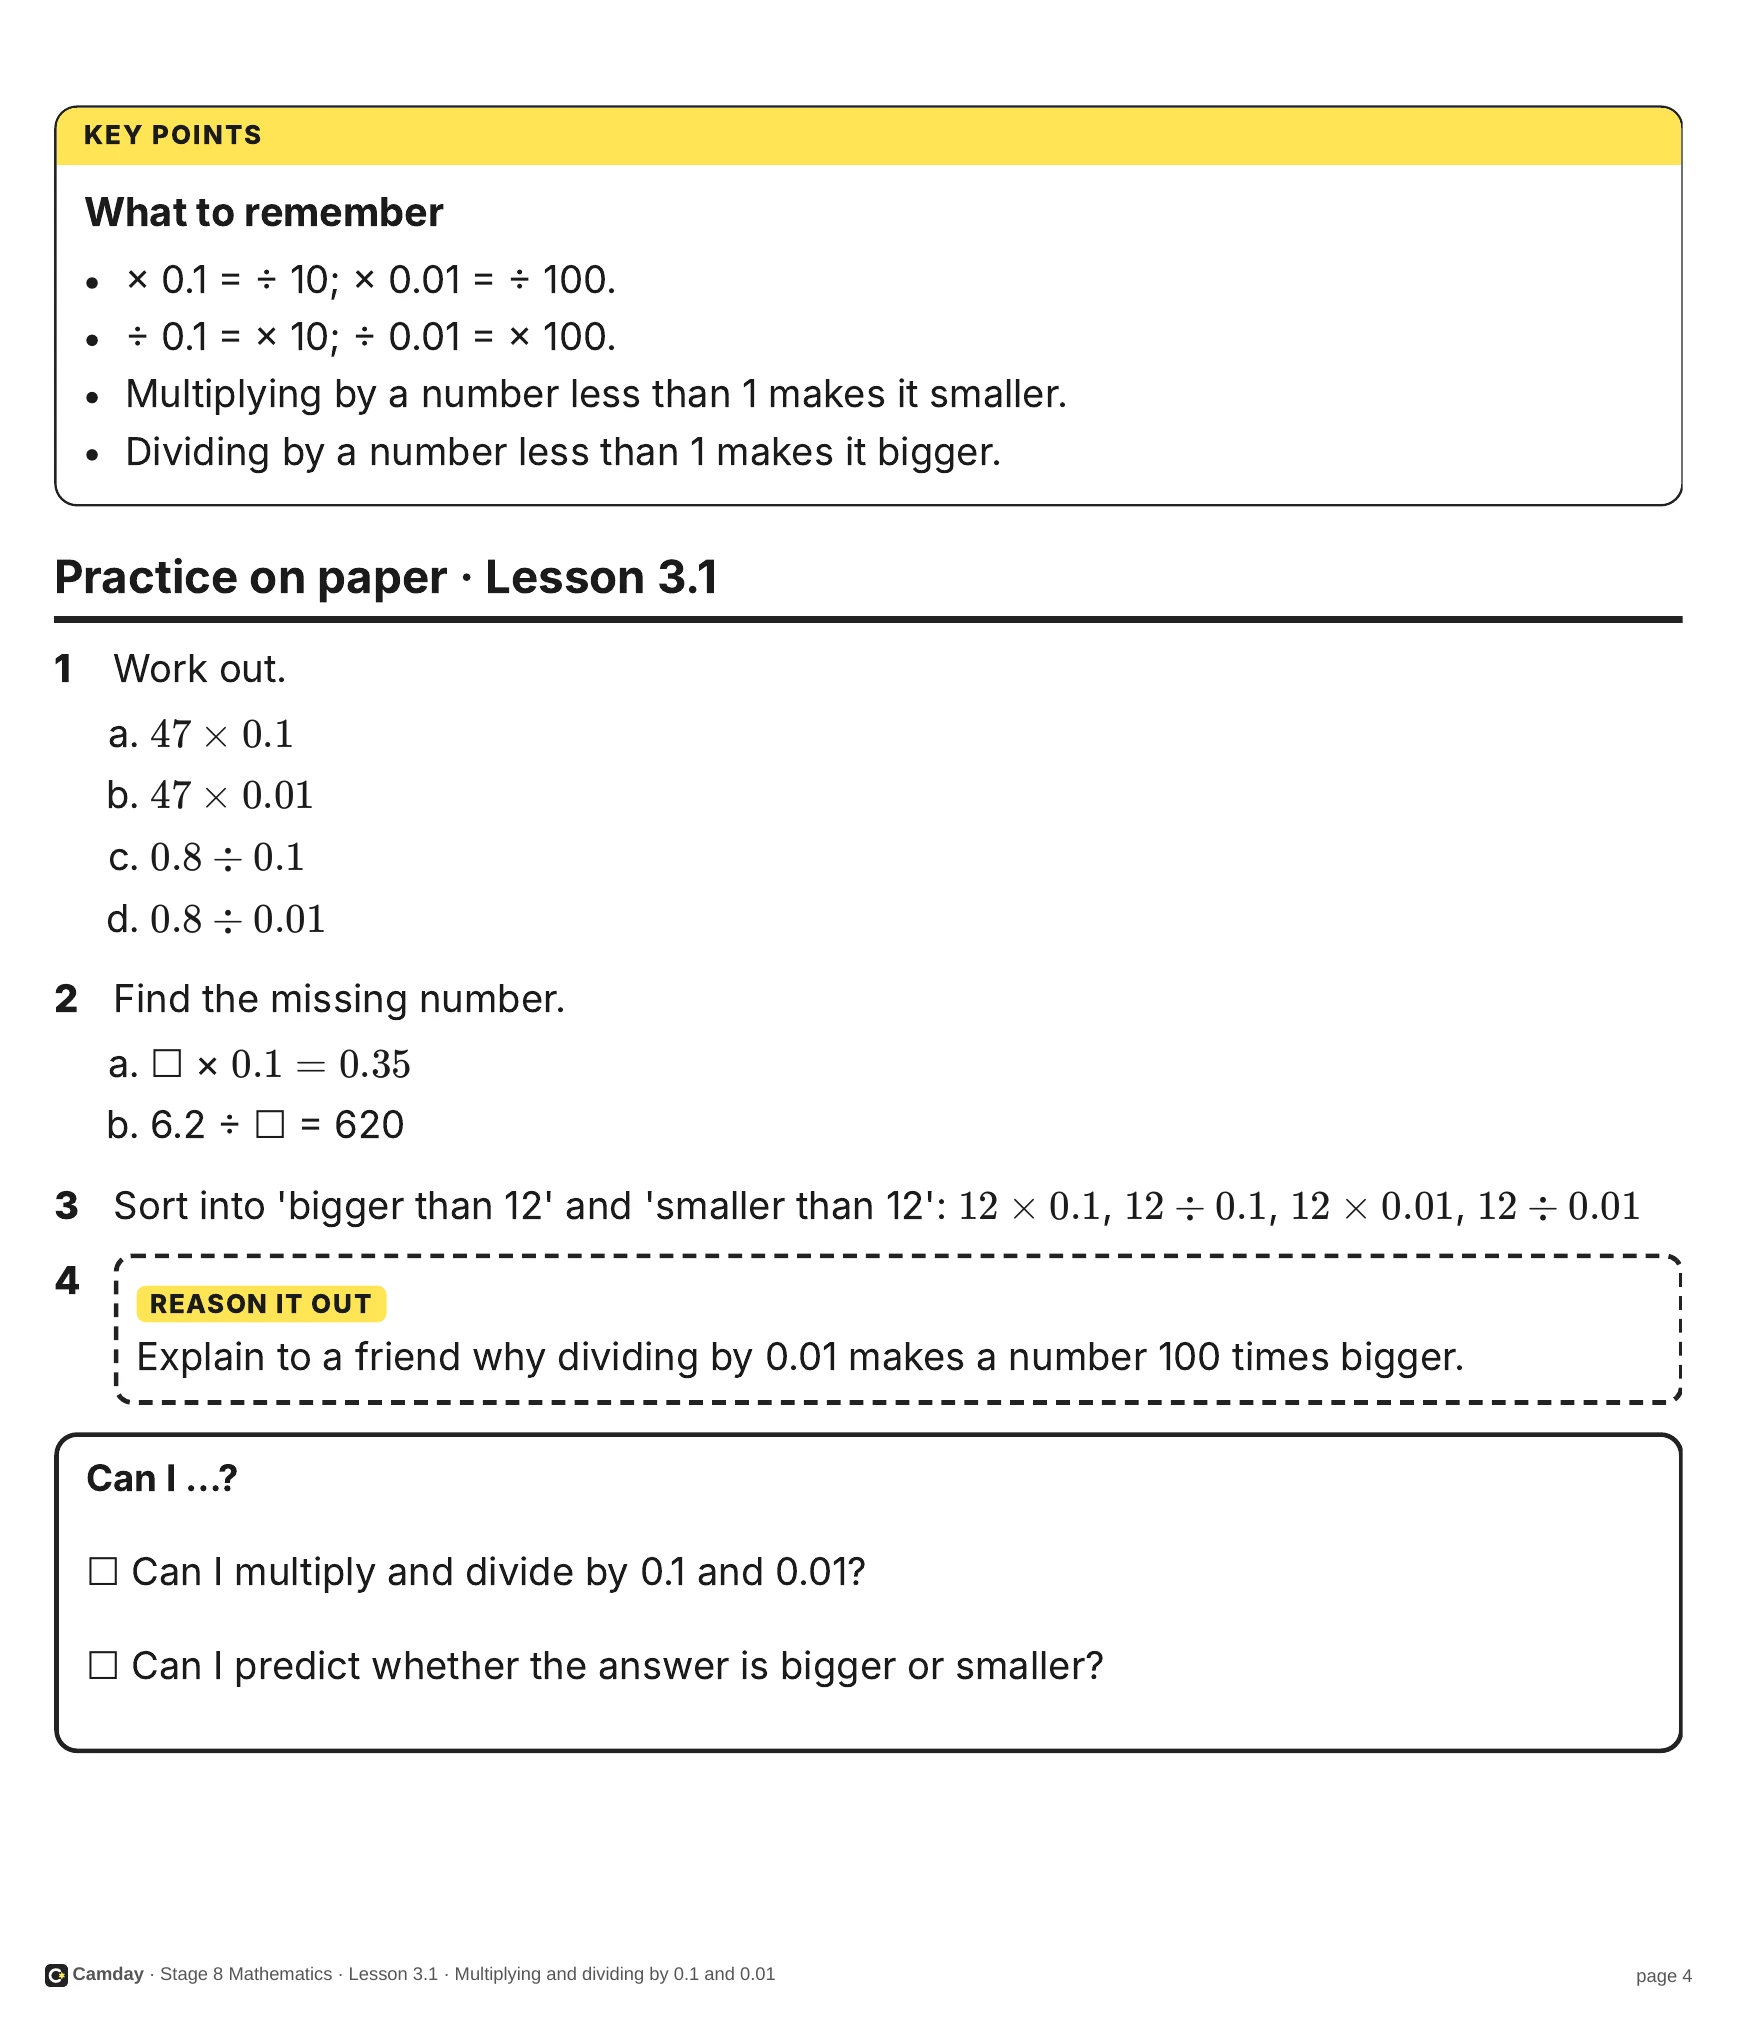 KEY POINTS
What to remember
• × 0.1 = ÷ 10; × 0.01 = ÷ 100.
• ÷ 0.1 = × 10; ÷ 0.01 = × 100.
• Multiplying by a number less than 1 makes it smaller.
• Dividing by a number less than 1 makes it bigger.
Practice on paper · Lesson 3.1
1 Work out.
a. 47 × 0.1
b. 47 × 0.01
c. 0.8 ÷ 0.1
d. 0.8 ÷ 0.01
2 Find the missing number.
a. □ × 0.1 = 0.35
b. 6.2 ÷ □ = 620
3 Sort into 'bigger than 12' and 'smaller than 12': 12 × 0.1, 12 ÷ 0.1, 12 × 0.01, 12 ÷ 0.01
4 REASON IT OUT
Explain to a friend why dividing by 0.01 makes a number 100 times bigger.
Can I …?
□ Can I multiply and divide by 0.1 and 0.01?
□ Can I predict whether the answer is bigger or smaller?
Camday · Stage 8 Mathematics · Lesson 3.1 · Multiplying and dividing by 0.1 and 0.01 page 4